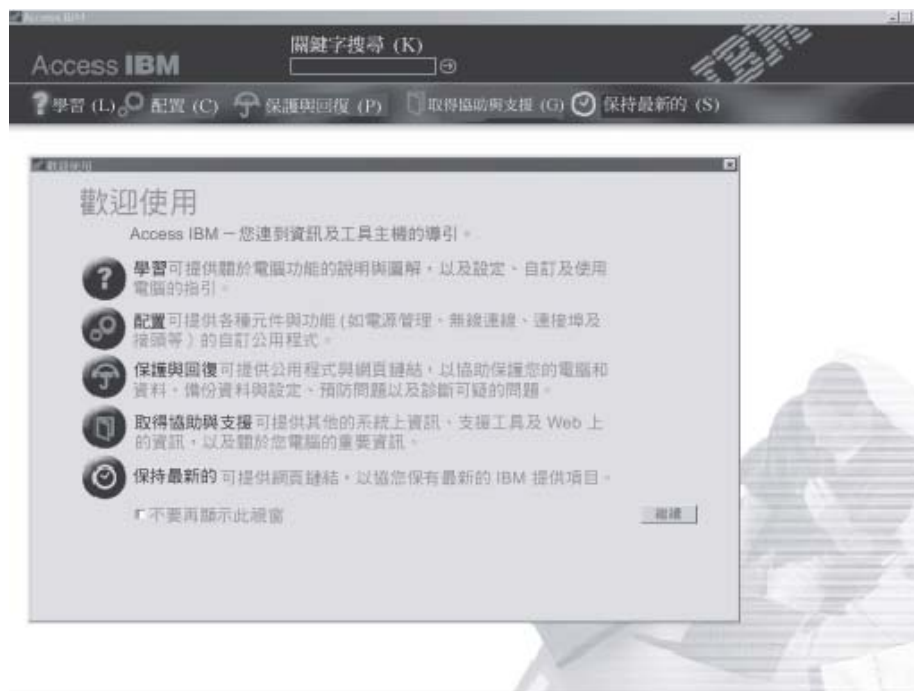 Access IBM
關鍵字搜尋 (K)
IBM
Access IBM
學習 (L) 配置 (C) 保護與回復 (P) 取得協助與支援 (G) 保持最新的 (S)
歡迎使用
歡迎使用
Access IBM － 您連到資訊及工具主機的導引。
學習可提供關於電腦功能的說明與圖解，以及設定、自訂及使用
電腦的指引。
配置可提供各種元件與功能 (如電源管理、無線連線、連接埠及
接頭等) 的自訂公用程式。
保護與回復可提供公用程式與網頁鏈結，以協助保護您的電腦和
資料、備份資料與設定、預防問題以及診斷可疑的問題。
取得協助與支援可提供其他的系統上資訊、支援工具及 Web 上
的資訊，以及關於您電腦的重要資訊。
保持最新的 可提供網頁鏈結，以協您保有最新的 IBM 提供項目。
不要再顯示此視窗
繼續